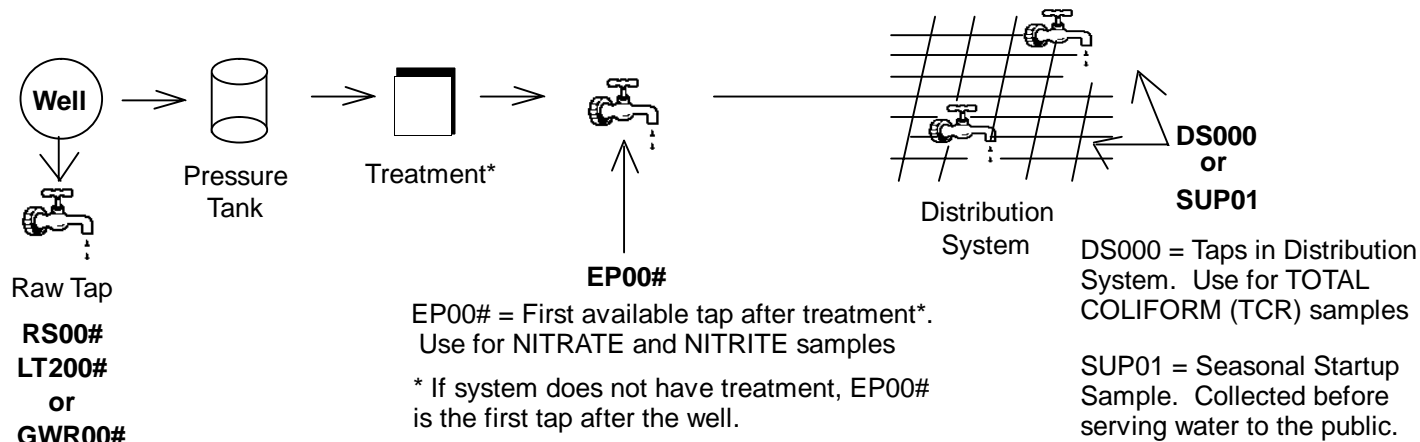 Well
Pressure
Tank
Treatment*
Raw Tap
RS00#
LT200#
or
GWR00#
EP00#
EP00# = First available tap after treatment*.
Use for NITRATE and NITRITE samples
* If system does not have treatment, EP00#
is the first tap after the well.
Distribution
System
DS000
or
SUP01
DS000 = Taps in Distribution
System. Use for TOTAL
COLIFORM (TCR) samples
SUP01 = Seasonal Startup
Sample. Collected before
serving water to the public.